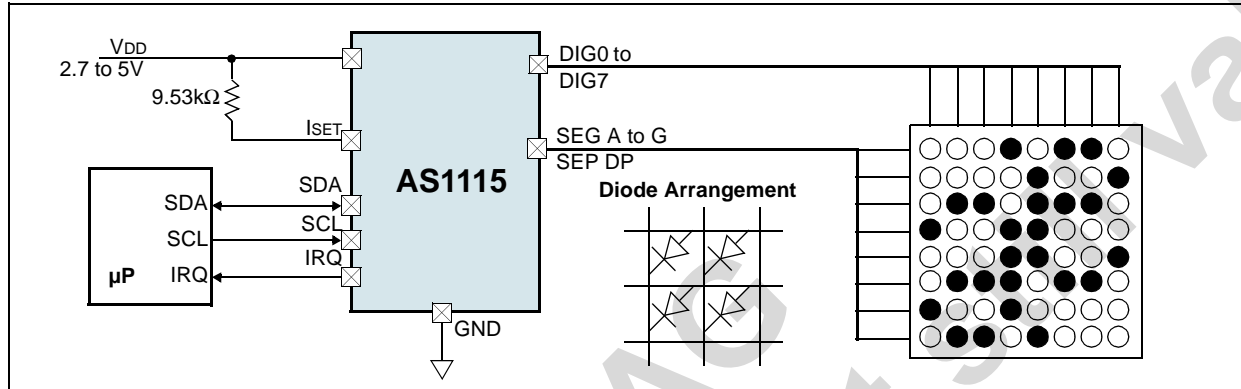 VDD
2.7 to 5V
9.53kΩ
ISET
SDA
SCL
IRQ
µP
SDA
SCL
IRQ
AS1115
GND
DIG0 to
DIG7
SEG A to G
SEP DP
Diode Arrangement
AG